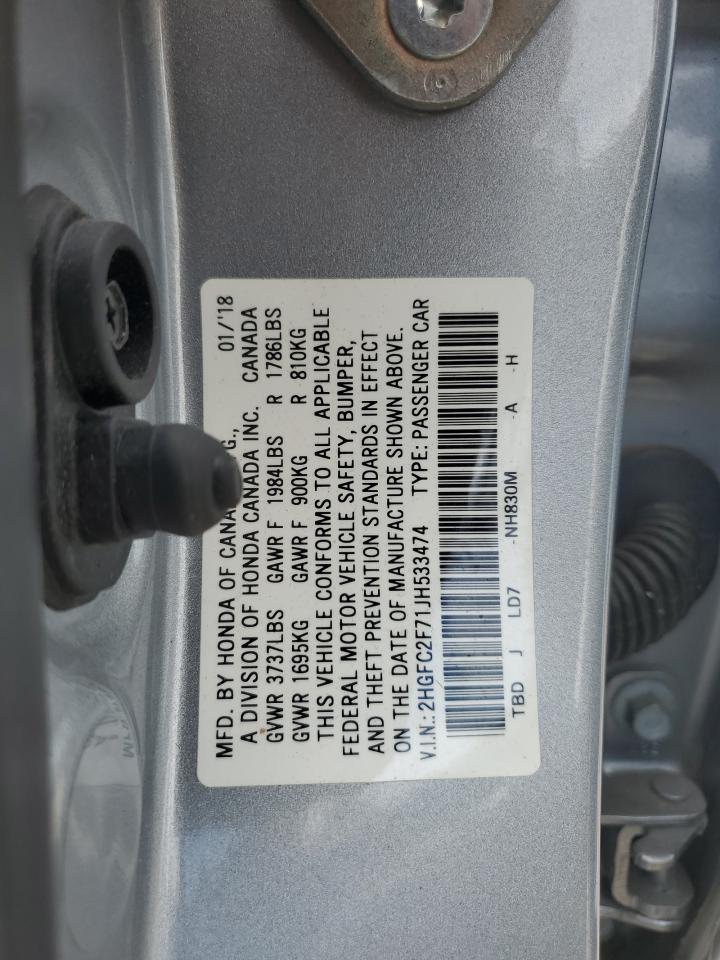 MFD. BY HONDA OF CANADA MFG., 01/'18
A DIVISION OF HONDA CANADA INC. CANADA
GVWR 3737LBS GAWR F 1984LBS R 1786LBS
GVWR 1695KG GAWR F 900KG R 810KG
THIS VEHICLE CONFORMS TO ALL APPLICABLE
FEDERAL MOTOR VEHICLE SAFETY, BUMPER,
AND THEFT PREVENTION STANDARDS IN EFFECT
ON THE DATE OF MANUFACTURE SHOWN ABOVE.
V.I.N.: 2HGFC2F71JH533474 TYPE: PASSENGER CAR
TBD J LD7 -NH830M -A -H